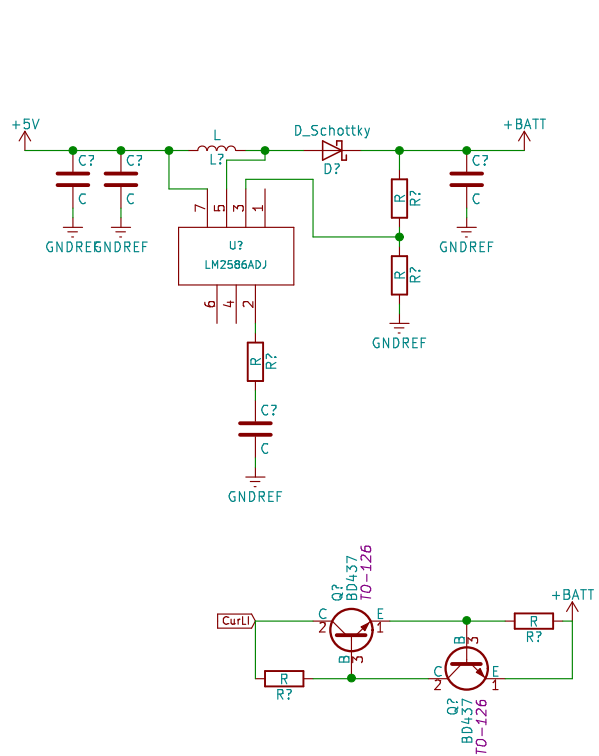 +5V
L
D_Schottky
+BATT
C?
C?
C?
L?
D?
C
C
R
R?
C
7
5
3
1
GNDREF
GNDREF
GNDREF
U?
LM2586ADJ
R
R?
6
4
2
GNDREF
R
R?
C?
C
GNDREF
Q?
BD437
TO-126
+BATT
CurLI
C
2
E
1
R
R?
B
3
B
3
R
R?
C
2
E
1
Q?
BD437
TO-126